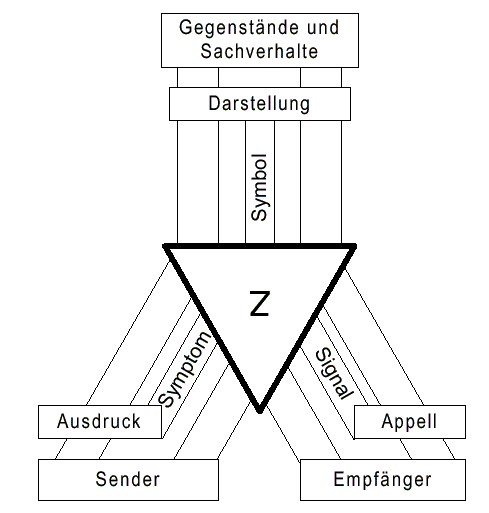 Gegenstände und
Sachverhalte
Darstellung
Symbol
Z
Symptom
Signal
Ausdruck
Appell
Sender
Empfänger